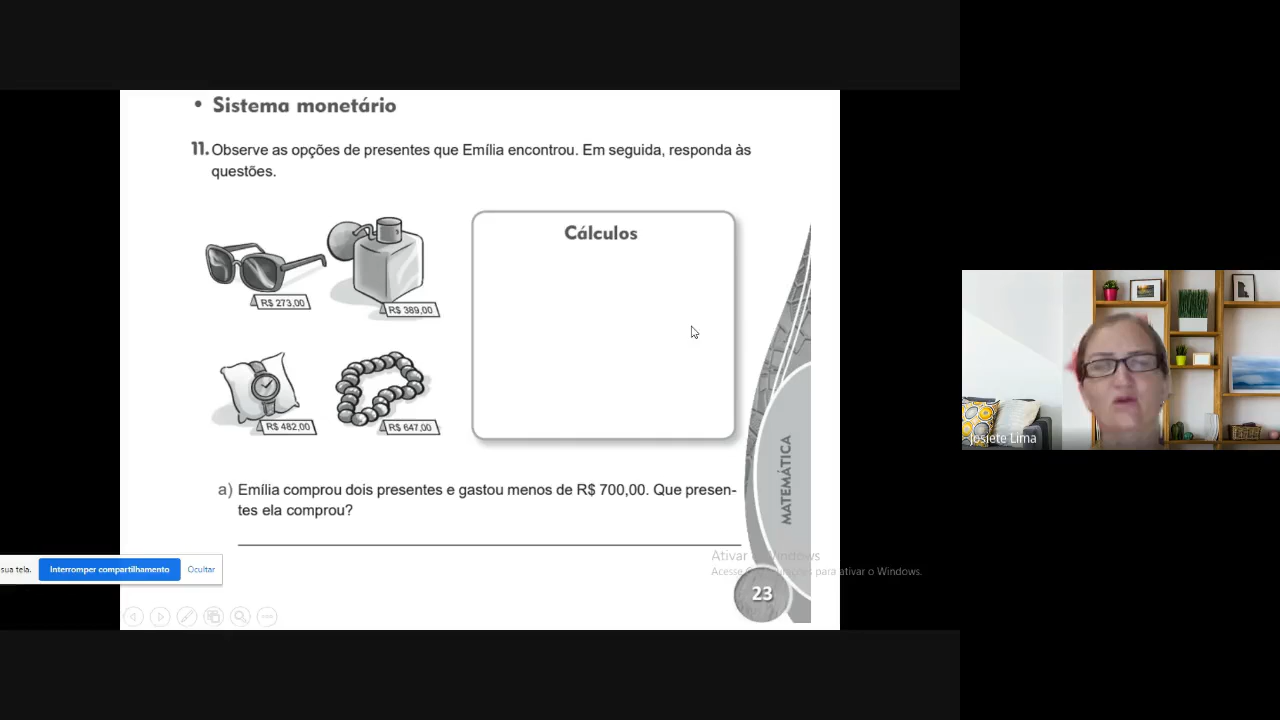 • Sistema monetário
11. Observe as opções de presentes que Emília encontrou. Em seguida, responda às
questões.
Cálculos
R$ 273,00
R$ 389,00
R$ 482,00
R$ 647,00
a) Emília comprou dois presentes e gastou menos de R$ 700,00. Que presen-
tes ela comprou?
MATEMÁTICA
23
Ativar o Windows
Acesse Configurações para ativar o Windows.
sua tela.
Interromper compartilhamento
Ocultar
Josiete Lima